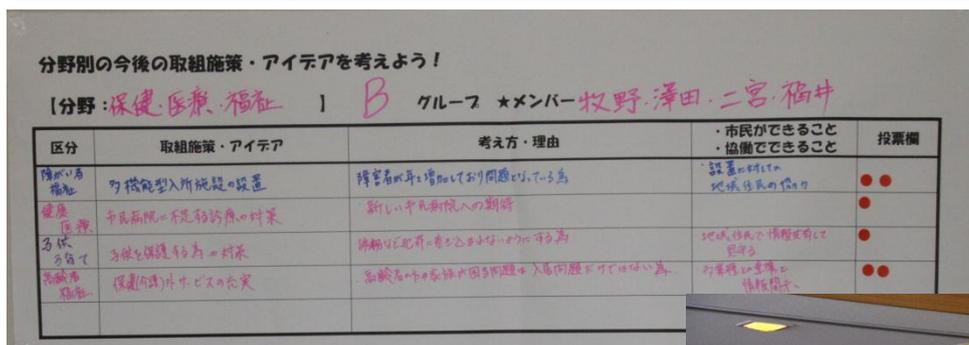 分野別の今後の取組施策・アイデアを考えよう！
【分野：保健・医療・福祉　】　B　グループ　★メンバー 牧野・澤田・二宮・福井
区分　取組施策・アイデア　考え方・理由　・市民ができること
・協働でできること　投票欄
障がい者
福祉　多機能型入所施設の設置　障害者が年々増加しており問題となっている為　・設置に対しての
地域住民の協力
健康
医療　市民病院に不足する診療の対策　新しい市民病院への期待
子供
子育て　子供を保護する為の対策　など犯罪に巻き込まれないようにする為　地域住民で情報共有して
見守る
高齢者
福祉　保健(介護)外サービスの充実　高齢者の家族が困る問題は入居問題だけではない為　との連携と
情報開示